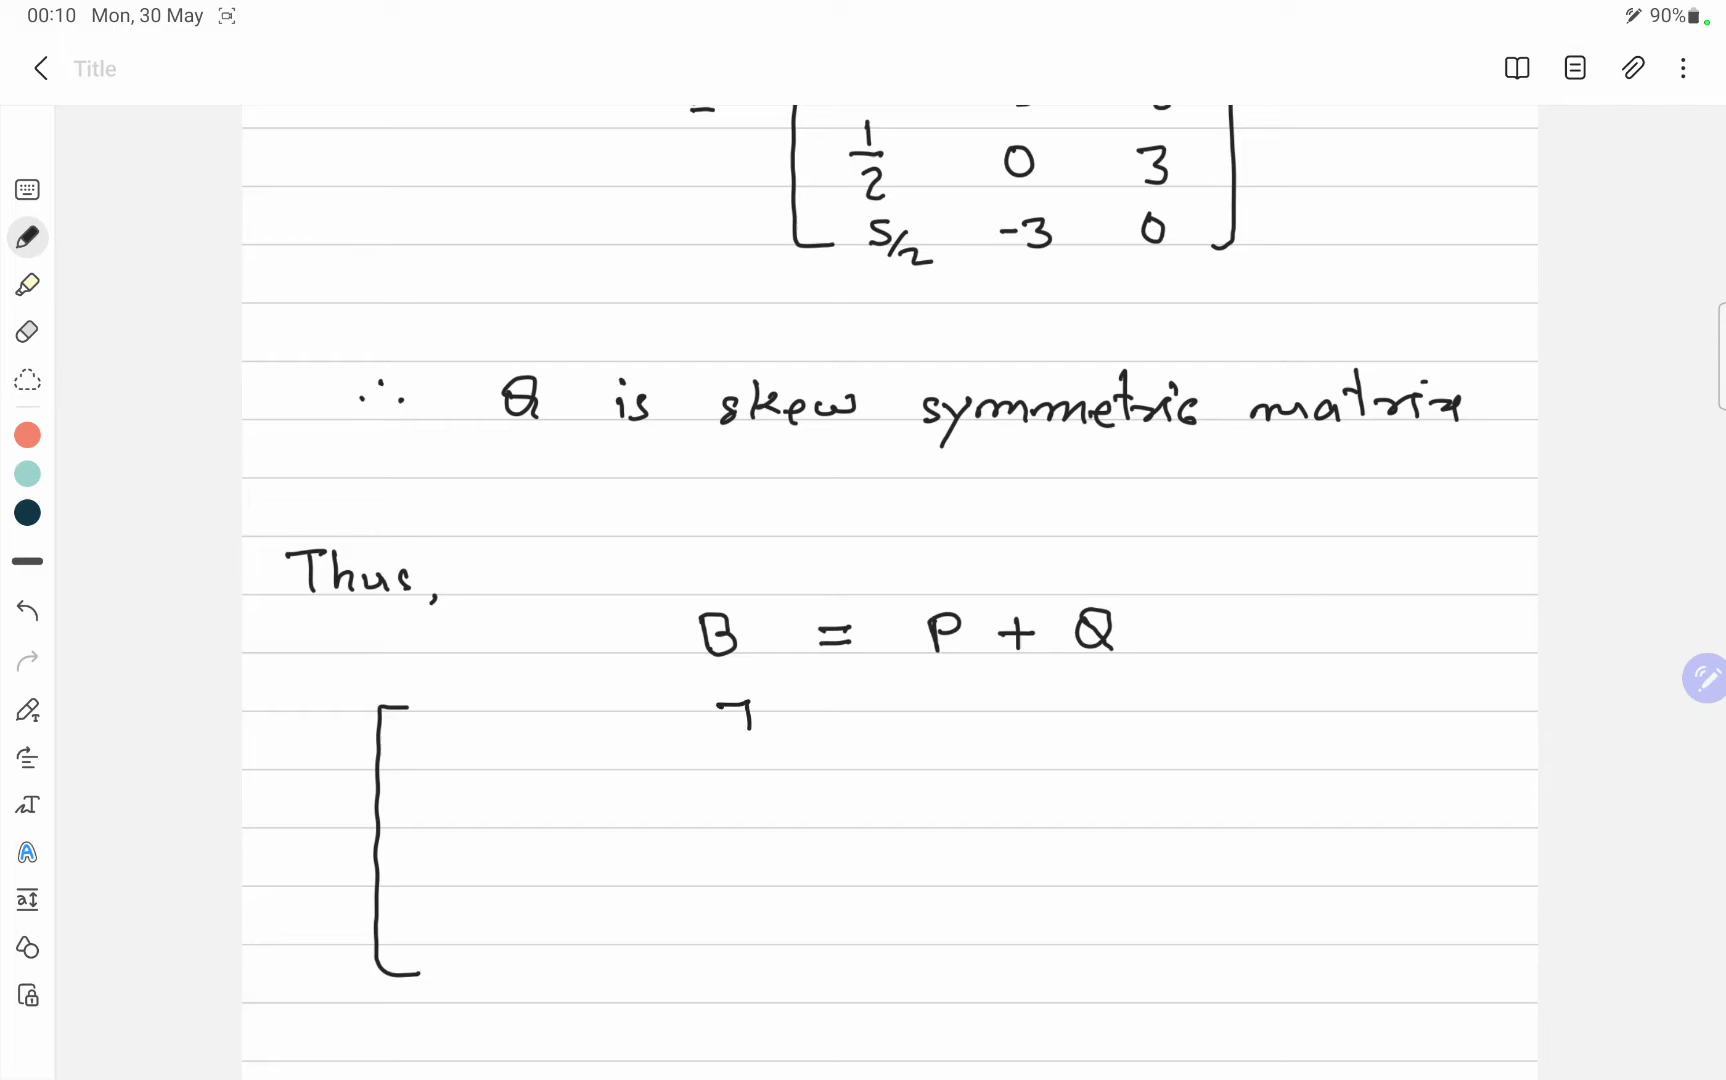 00:10 Mon, 30 May 90%
Title
=
1/2 0 3
5/2 -3 0
∴ Q is skew symmetric matrix
Thus,
B = P + Q